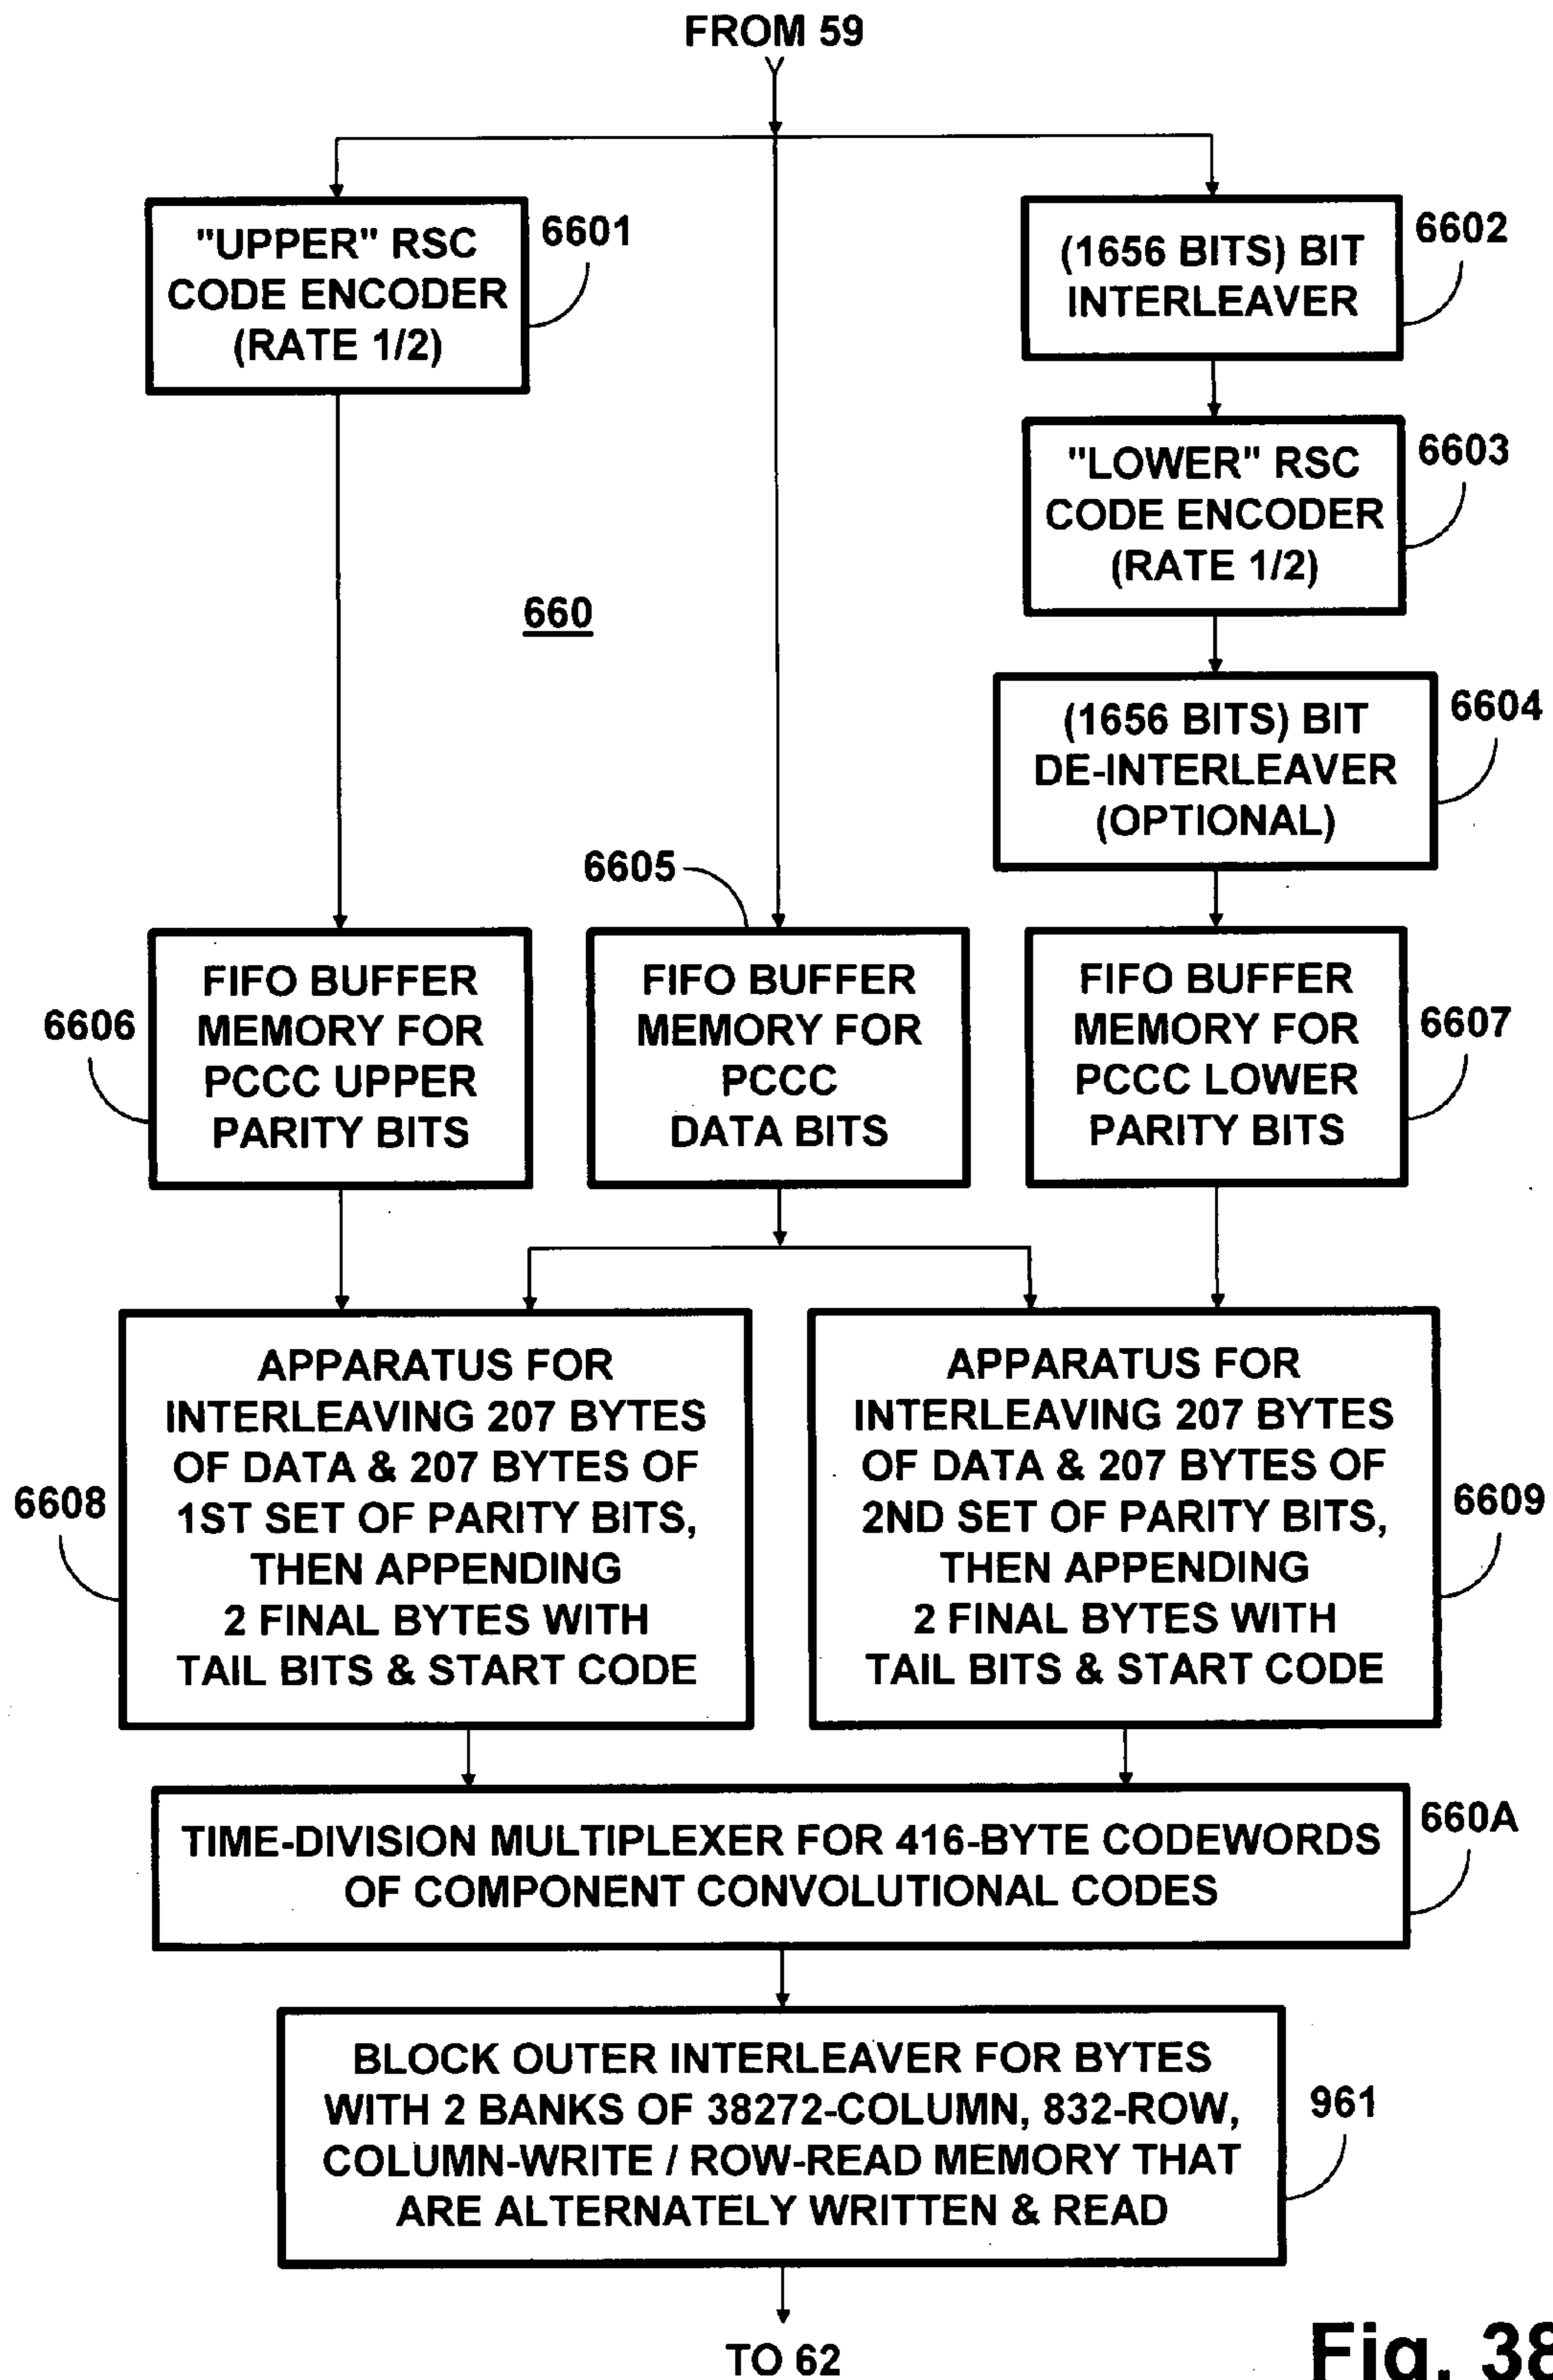 FROM 59
"UPPER" RSC
CODE ENCODER
(RATE 1/2)
6601
(1656 BITS) BIT
INTERLEAVER
6602
"LOWER" RSC
CODE ENCODER
(RATE 1/2)
6603
660
(1656 BITS) BIT
DE-INTERLEAVER
(OPTIONAL)
6604
6605
6606
FIFO BUFFER
MEMORY FOR
PCCC UPPER
PARITY BITS
FIFO BUFFER
MEMORY FOR
PCCC
DATA BITS
FIFO BUFFER
MEMORY FOR
PCCC LOWER
PARITY BITS
6607
6608
APPARATUS FOR
INTERLEAVING 207 BYTES
OF DATA & 207 BYTES OF
1ST SET OF PARITY BITS,
THEN APPENDING
2 FINAL BYTES WITH
TAIL BITS & START CODE
APPARATUS FOR
INTERLEAVING 207 BYTES
OF DATA & 207 BYTES OF
2ND SET OF PARITY BITS,
THEN APPENDING
2 FINAL BYTES WITH
TAIL BITS & START CODE
6609
TIME-DIVISION MULTIPLEXER FOR 416-BYTE CODEWORDS
OF COMPONENT CONVOLUTIONAL CODES
660A
BLOCK OUTER INTERLEAVER FOR BYTES
WITH 2 BANKS OF 38272-COLUMN, 832-ROW,
COLUMN-WRITE / ROW-READ MEMORY THAT
ARE ALTERNATELY WRITTEN & READ
961
TO 62
Fig. 38